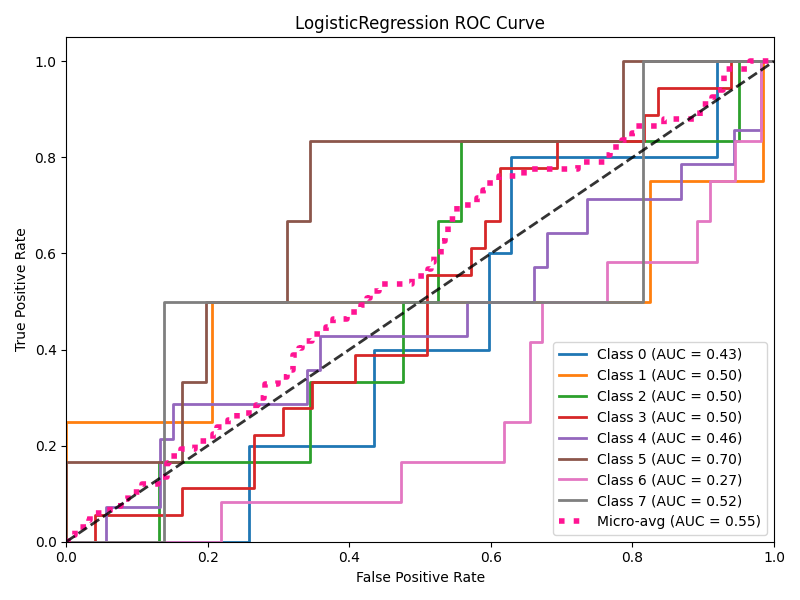 LogisticRegression ROC Curve
True Positive Rate
1.0
0.8
0.6
0.4
0.2
0.0
0.0 0.2 0.4 0.6 0.8 1.0
False Positive Rate
Class 0 (AUC = 0.43)
Class 1 (AUC = 0.50)
Class 2 (AUC = 0.50)
Class 3 (AUC = 0.50)
Class 4 (AUC = 0.46)
Class 5 (AUC = 0.70)
Class 6 (AUC = 0.27)
Class 7 (AUC = 0.52)
Micro-avg (AUC = 0.55)